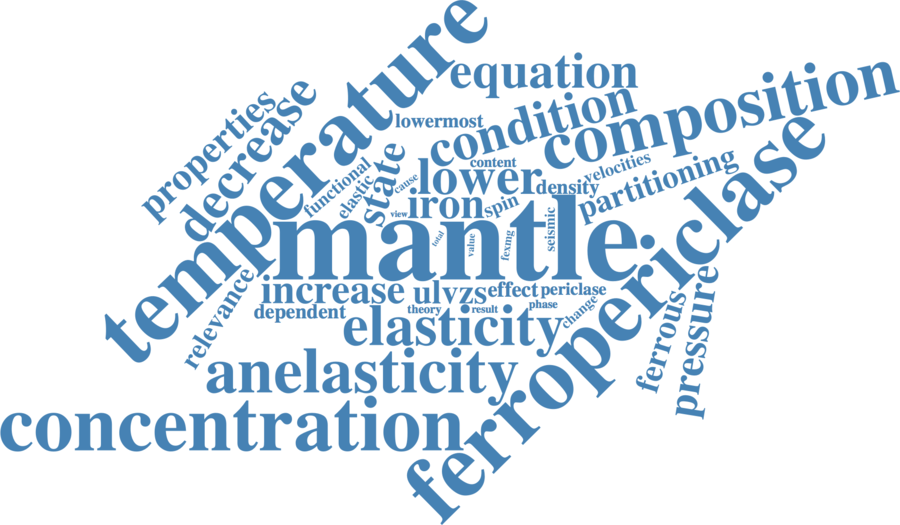 temperature
equation
properties
decrease
lowermost
condition
composition
functional
elastic
state
cause
content
lower
density
velocities
partitioning
view
iron
spin
seismic
mantle
total
value
fexmg
ferropericlase
relevance
increase
ulvzs
effect
periclase
dependent
theory
result
phase
change
elasticity
ferrous
pressure
anelasticity
concentration